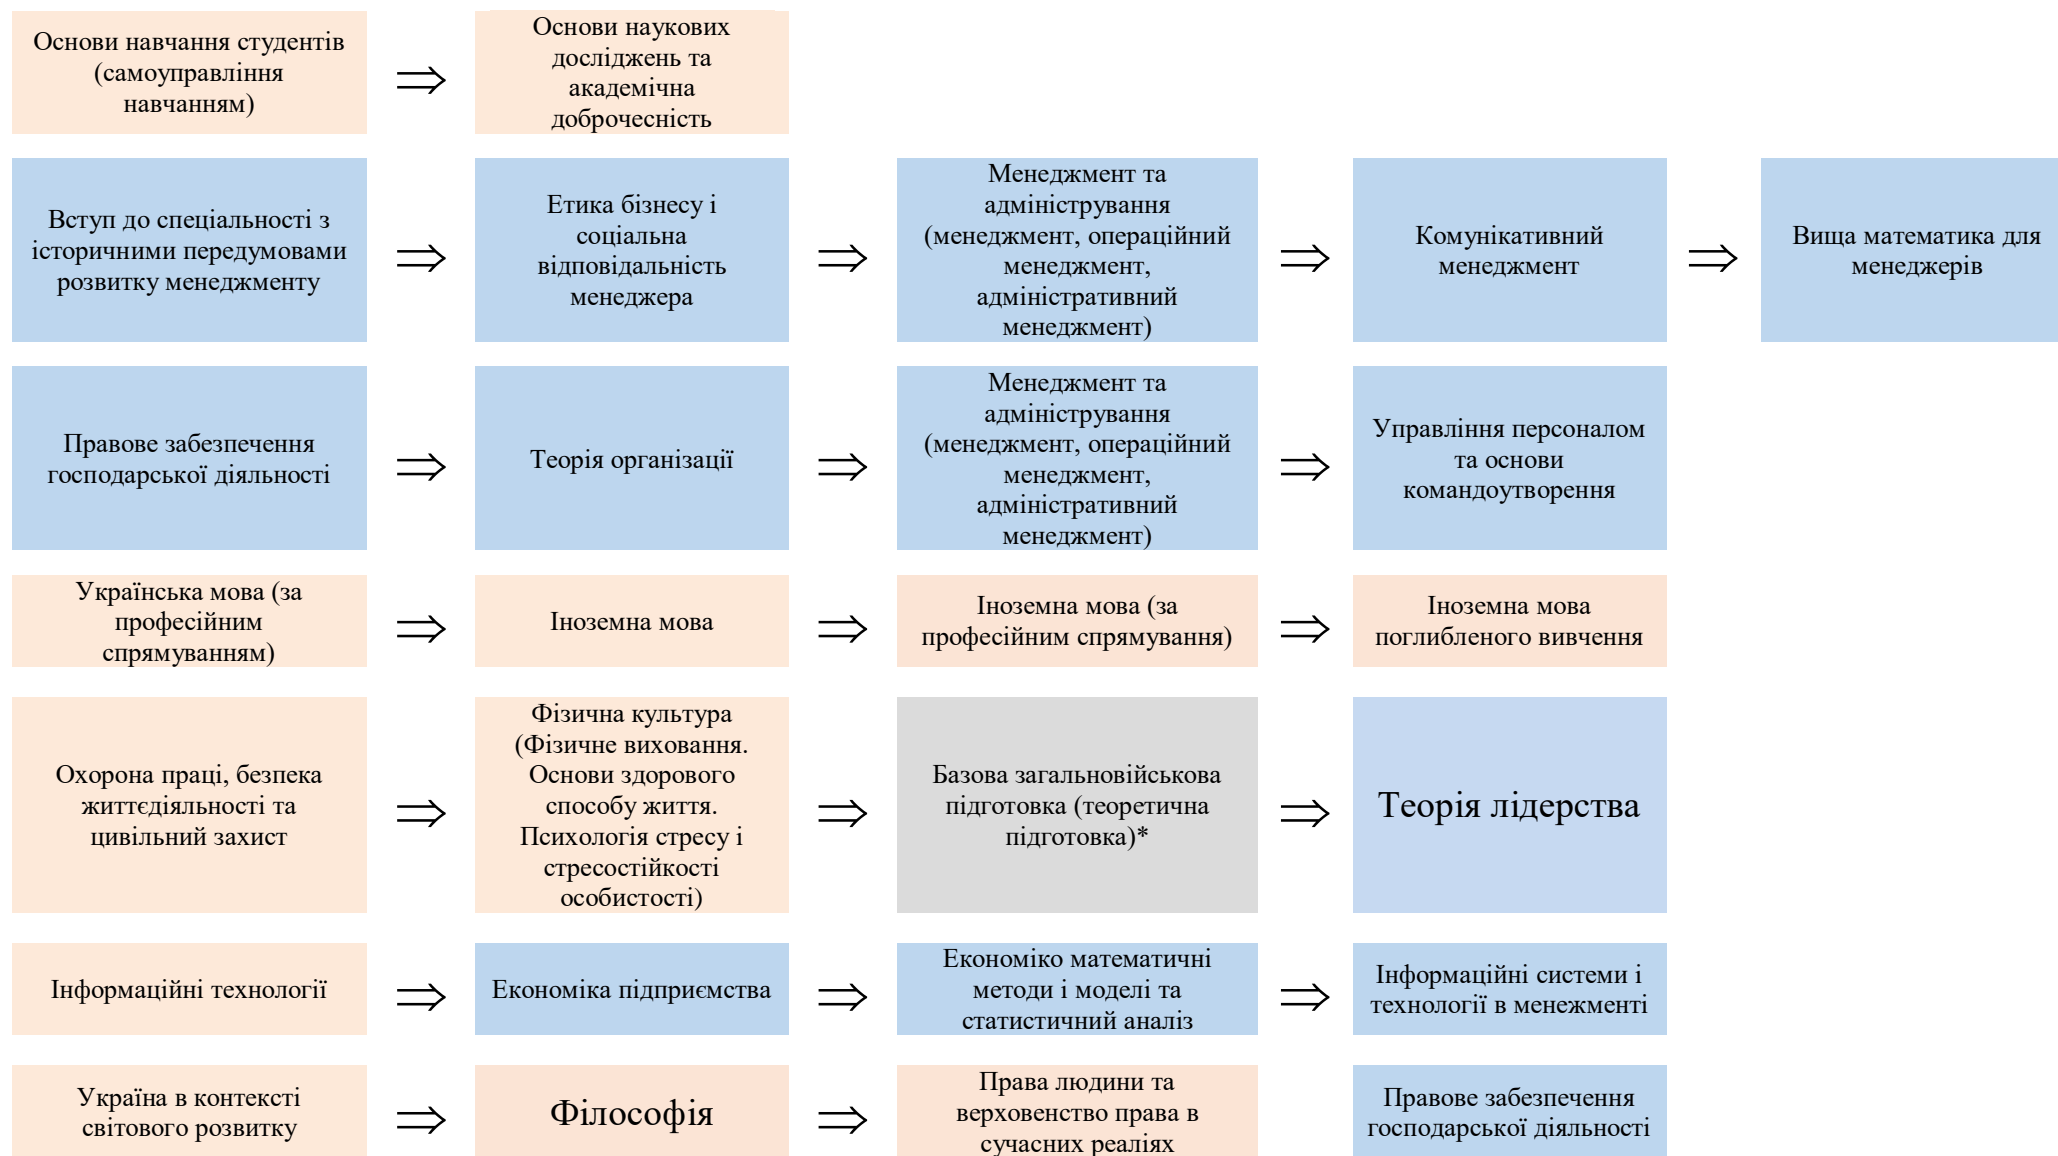 Основи навчання студентів
(самоуправління
навчанням)
⇒
Основи наукових
досліджень та
академічна
доброчесність
Вступ до спеціальності з
історичними передумовами
розвитку менеджменту
⇒
Етика бізнесу і
соціальна
відповідальність
менеджера
⇒
Менеджмент та
адміністрування
(менеджмент, операційний
менеджмент,
адміністративний
менеджмент)
⇒
Комунікативний
менеджмент
⇒
Вища математика для
менеджерів
Правове забезпечення
господарської діяльності
⇒
Теорія організації
⇒
Менеджмент та
адміністрування
(менеджмент, операційний
менеджмент,
адміністративний
менеджмент)
⇒
Управління персоналом
та основи
командоутворення
Українська мова (за
професійним
спрямуванням)
⇒
Іноземна мова
⇒
Іноземна мова (за
професійним спрямування)
⇒
Іноземна мова
поглибленого вивчення
Охорона праці, безпека
життєдіяльності та
цивільний захист
⇒
Фізична культура
(Фізичне виховання.
Основи здорового
способу життя.
Психологія стресу і
стресостійкості
особистості)
⇒
Базова загальновійськова
підготовка (теоретична
підготовка)*
⇒
Теорія лідерства
Інформаційні технології
⇒
Економіка підприємства
⇒
Економіко математичні
методи і моделі та
статистичний аналіз
⇒
Інформаційні системи і
технології в менежменті
Україна в контексті
світового розвитку
⇒
Філософія
⇒
Права людини та
верховенство права в
сучасних реаліях
Правове забезпечення
господарської діяльності